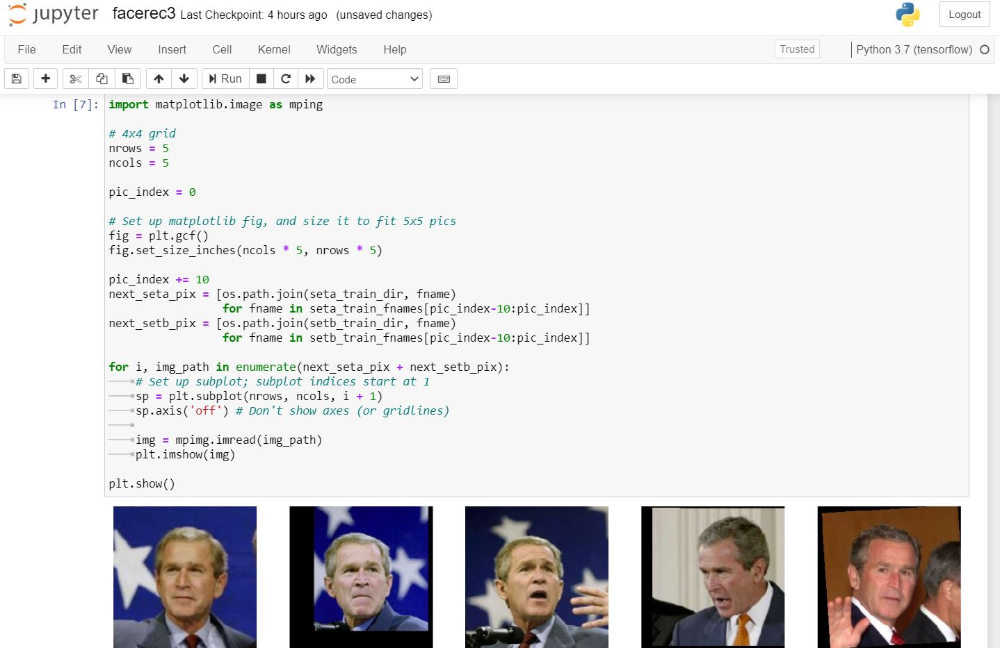 jupyter facerec3 Last Checkpoint: 4 hours ago (unsaved changes) Logout
File Edit View Insert Cell Kernel Widgets Help Trusted Python 3.7 (tensorflow)
Run Code
In [7]: import matplotlib.image as mping
# 4x4 grid
nrows = 5
ncols = 5
pic_index = 0
# Set up matplotlib fig, and size it to fit 5x5 pics
fig = plt.gcf()
fig.set_size_inches(ncols * 5, nrows * 5)
pic_index += 10
next_seta_pix = [os.path.join(seta_train_dir, fname)
for fname in seta_train_fnames[pic_index-10:pic_index]]
next_setb_pix = [os.path.join(setb_train_dir, fname)
for fname in setb_train_fnames[pic_index-10:pic_index]]
for i, img_path in enumerate(next_seta_pix + next_setb_pix):
# Set up subplot; subplot indices start at 1
sp = plt.subplot(nrows, ncols, i + 1)
sp.axis('off') # Don't show axes (or gridlines)
img = mpimg.imread(img_path)
plt.imshow(img)
plt.show()